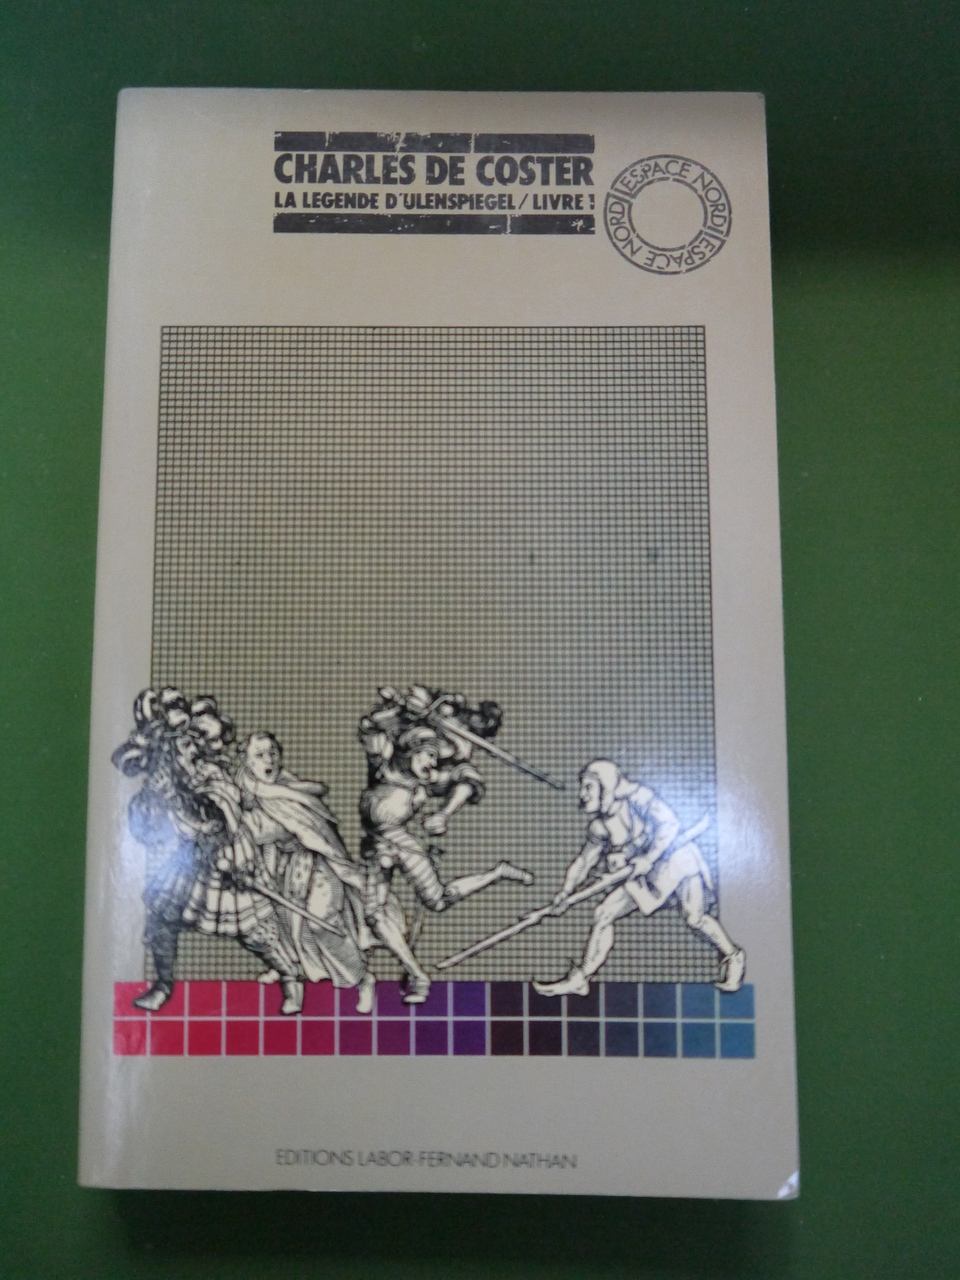 CHARLES DE COSTER
LA LEGENDE D'ULENSPIEGEL / LIVRE 1
ESPACE NORD ESPACE NORD
EDITIONS LABOR-FERNAND NATHAN